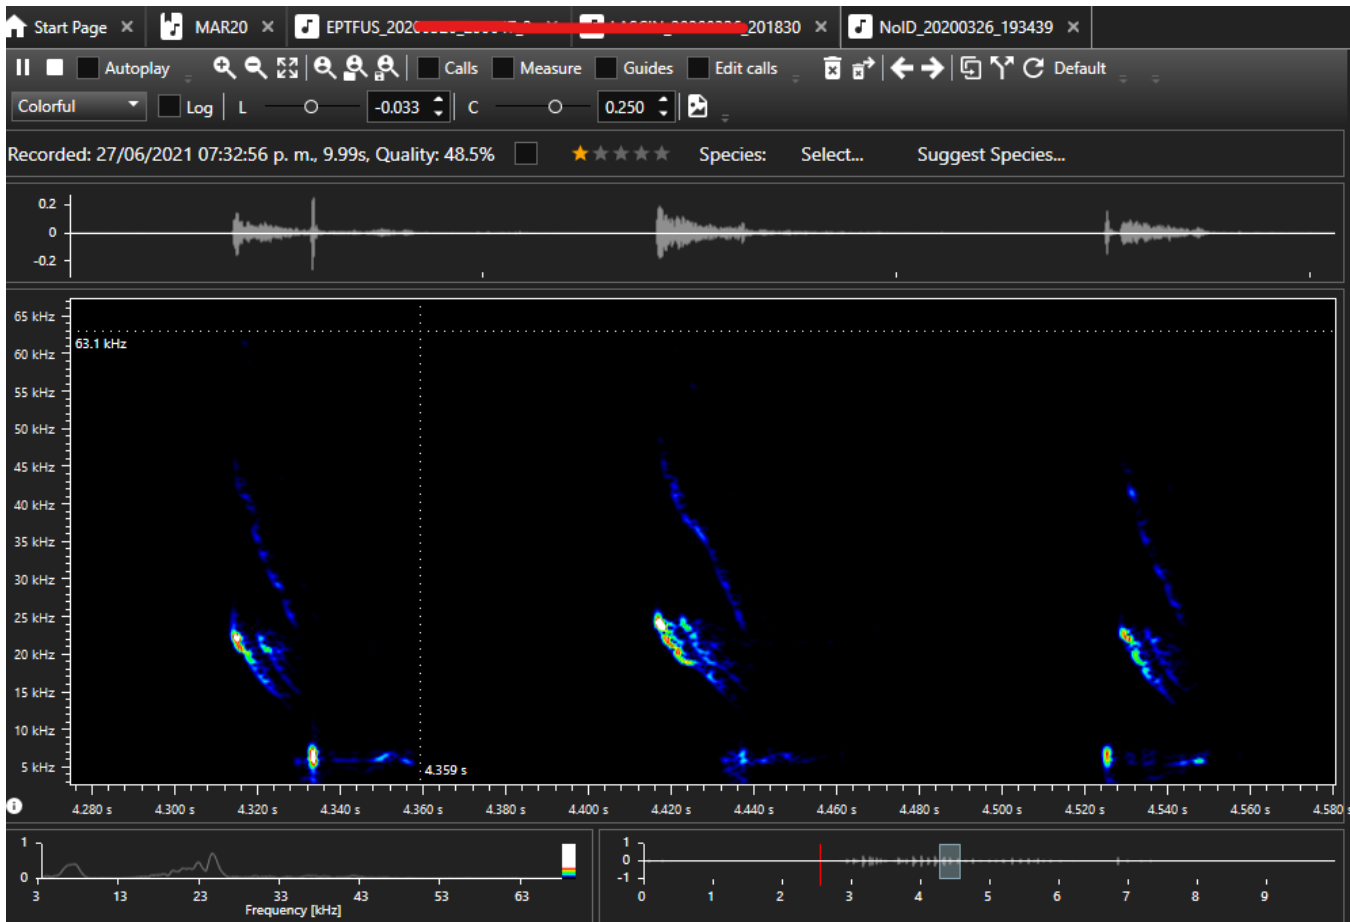 Start Page × MAR20 × EPTFUS_202 201830 × NoID_20200326_193439 ×
Autoplay Calls Measure Guides Edit calls Default
Colorful Log L -0.033 C 0.250
Recorded: 27/06/2021 07:32:56 p. m., 9.99s, Quality: 48.5% Species: Select... Suggest Species...
0.2
0
-0.2
65 kHz
63.1 kHz
60 kHz
55 kHz
50 kHz
45 kHz
40 kHz
35 kHz
30 kHz
25 kHz
20 kHz
15 kHz
10 kHz
5 kHz
4.359 s
4.280 s 4.300 s 4.320 s 4.340 s 4.360 s 4.380 s 4.400 s 4.420 s 4.440 s 4.460 s 4.480 s 4.500 s 4.520 s 4.540 s 4.560 s 4.580 s
1
0
3 13 23 33 43 53 63
Frequency [kHz]
1
0
-1
0 1 2 3 4 5 6 7 8 9